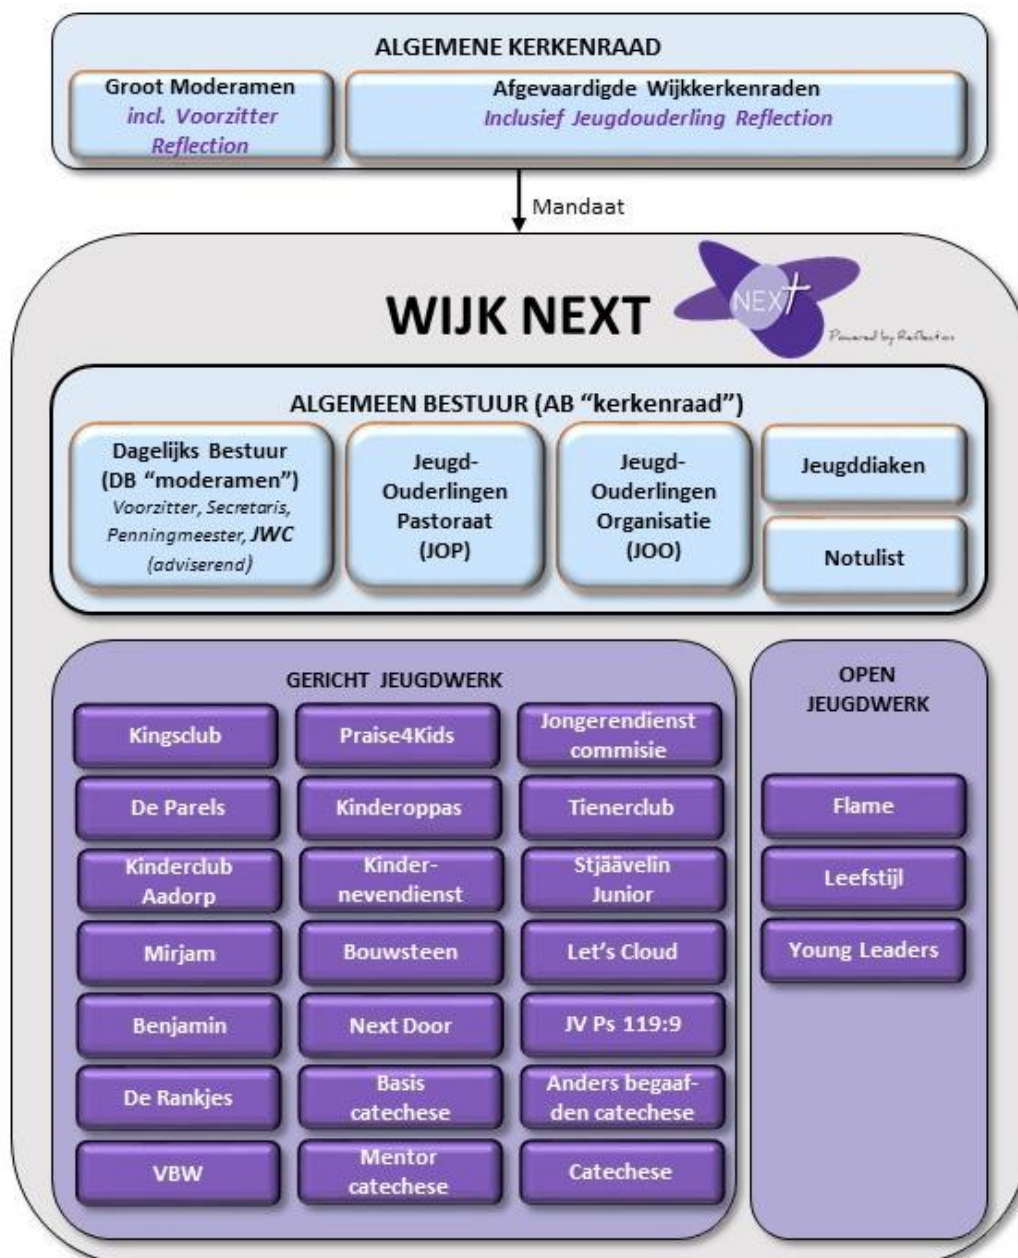 ALGEMENE KERKENRAAD
Groot Moderamen
incl. Voorzitter
Reflection
Afgevaardigde Wijkkerkenraden
Inclusief Jeugdouderling Reflection
Mandaat
WIJK NEXT
NEXt
Powered by Reflection
ALGEMEEN BESTUUR (AB “kerkenraad”)
Dagelijks Bestuur
(DB “moderamen”)
Voorzitter, Secretaris,
Penningmeester, JWC
(adviserend)
Jeugd-
Ouderlingen
Pastoraat
(JOP)
Jeugd-
Ouderlingen
Organisatie
(JOO)
Jeugddiaken
Notulist
GERICHT JEUGDWERK
Kingsclub
Praise4Kids
Jongerendienst
commisie
De Parels
Kinderoppas
Tienerclub
Kinderclub
Aadorp
Kinder-
nevendienst
Stjäävelin
Junior
Mirjam
Bouwsteen
Let’s Cloud
Benjamin
Next Door
JV Ps 119:9
De Rankjes
Basis
catechese
Anders begaaf-
den catechese
VBW
Mentor
catechese
Catechese
OPEN
JEUGDWERK
Flame
Leefstijl
Young Leaders